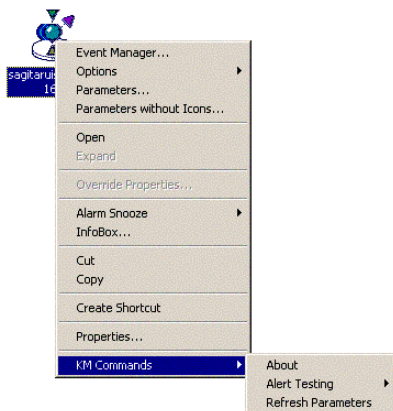 sagitaruis
16
Event Manager...
Options
Parameters...
Parameters without Icons...
Open
Expand
Override Properties...
Alarm Snooze
InfoBox...
Cut
Copy
Create Shortcut
Properties...
KM Commands
About
Alert Testing
Refresh Parameters